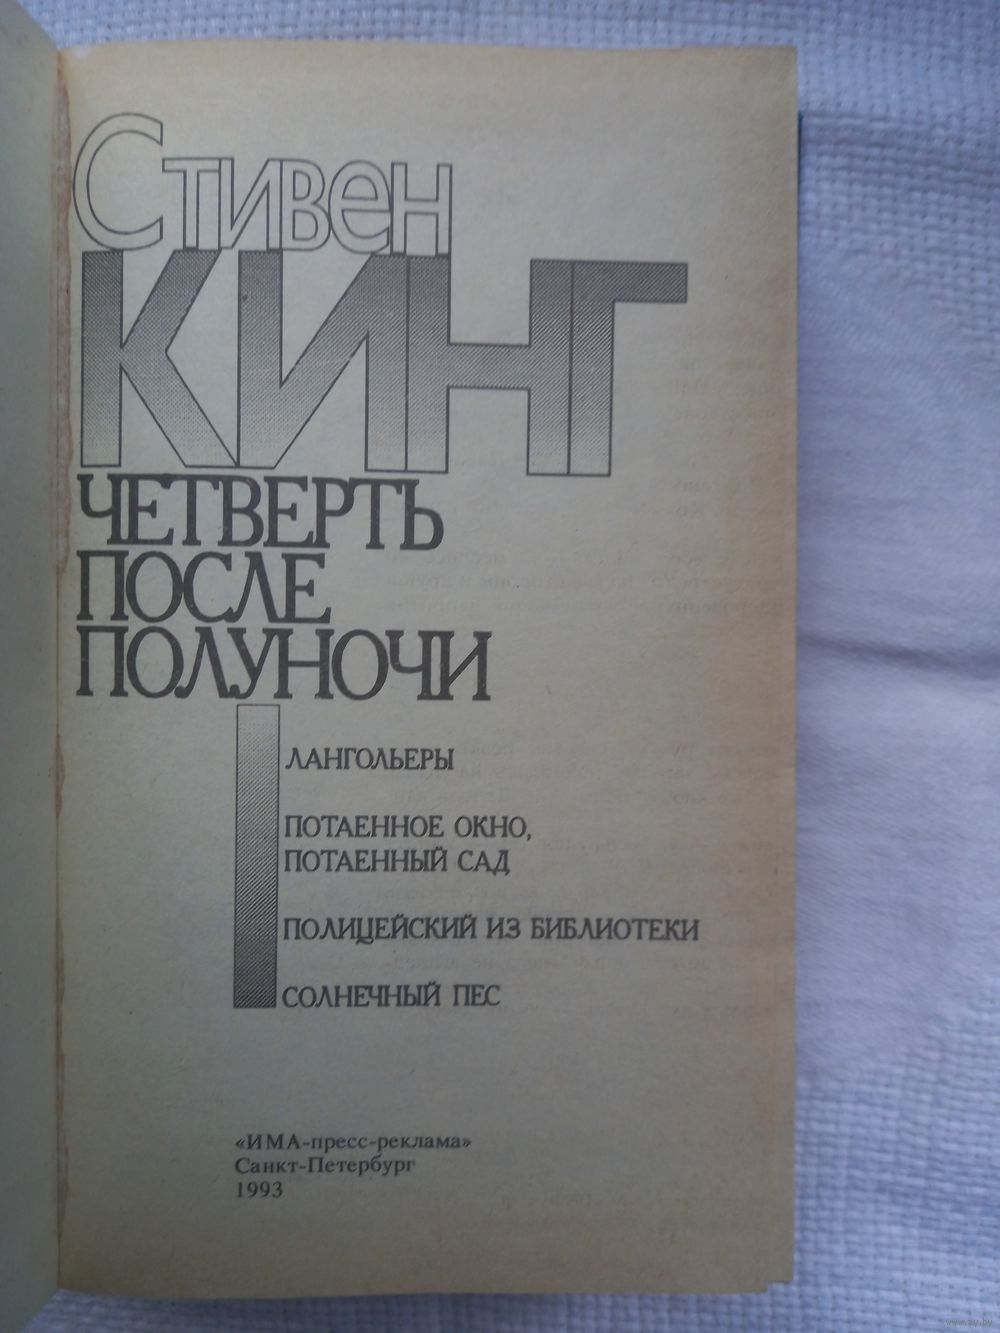 Стивен
КИНГ
ЧЕТВЕРТЬ
ПОСЛЕ
ПОЛУНОЧИ
ЛАНГОЛЬЕРЫ
ПОТАЕННОЕ ОКНО,
ПОТАЕННЫЙ САД
ПОЛИЦЕЙСКИЙ ИЗ БИБЛИОТЕКИ
СОЛНЕЧНЫЙ ПЕС
«ИМА-пресс-реклама»
Санкт-Петербург
1993